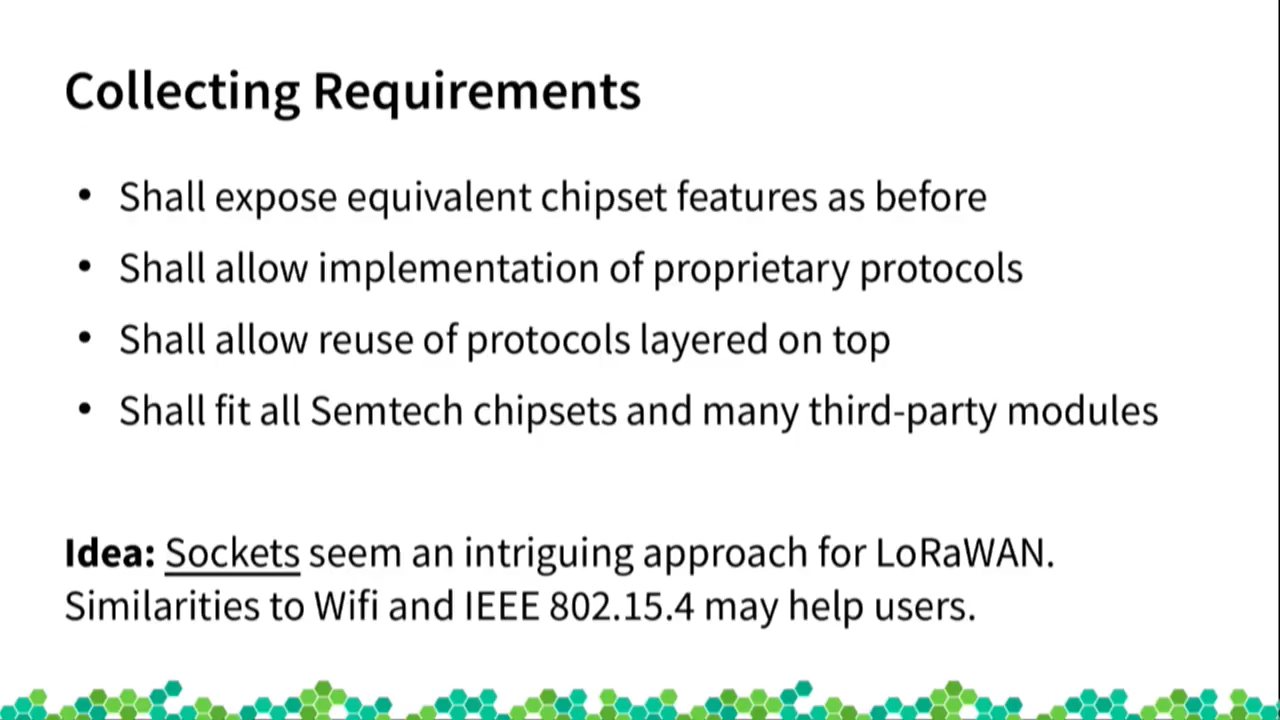 Collecting Requirements
• Shall expose equivalent chipset features as before
• Shall allow implementation of proprietary protocols
• Shall allow reuse of protocols layered on top
• Shall fit all Semtech chipsets and many third-party modules
Idea: Sockets seem an intriguing approach for LoRaWAN.
Similarities to Wifi and IEEE 802.15.4 may help users.